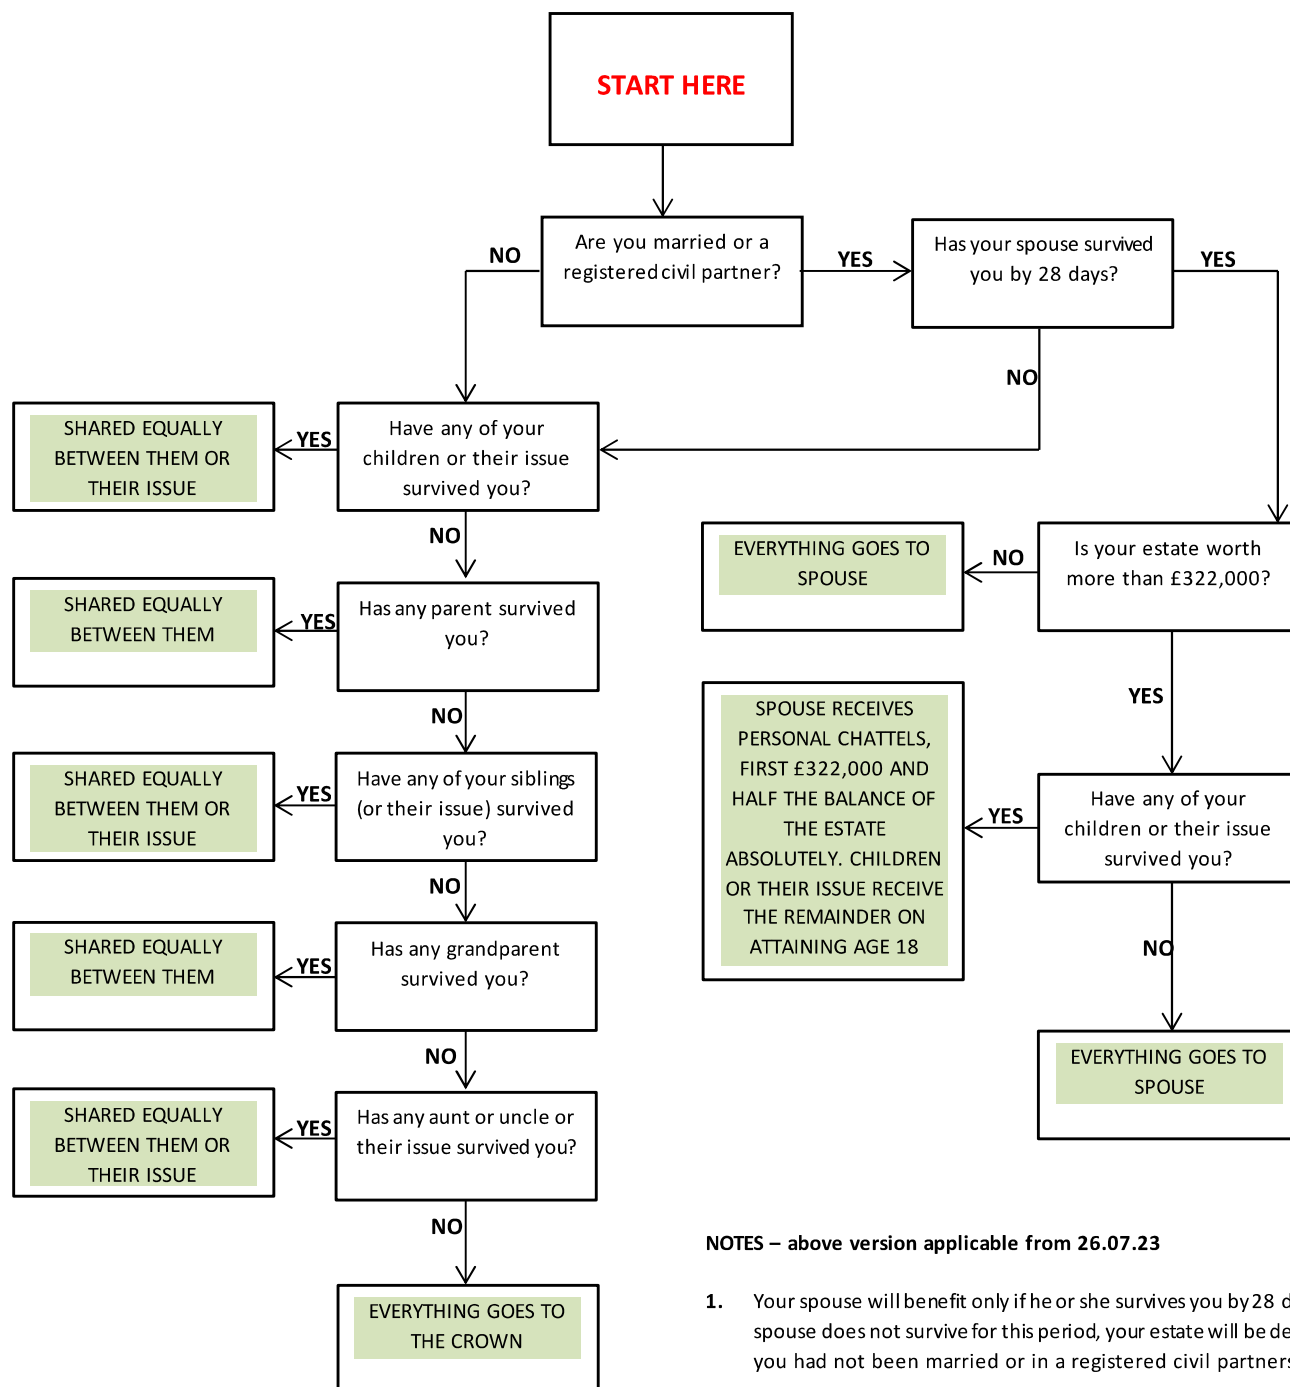 START HERE
Are you married or a
registered civil partner?
NO
YES
Has your spouse survived
you by 28 days?
YES
NO
SHARED EQUALLY
BETWEEN THEM OR
THEIR ISSUE
YES
Have any of your
children or their issue
survived you?
NO
EVERYTHING GOES TO
SPOUSE
NO
Is your estate worth
more than £322,000?
SHARED EQUALLY
BETWEEN THEM
YES
Has any parent survived
you?
NO
YES
SPOUSE RECEIVES
PERSONAL CHATTELS,
FIRST £322,000 AND
HALF THE BALANCE OF
THE ESTATE
ABSOLUTELY. CHILDREN
OR THEIR ISSUE RECEIVE
THE REMAINDER ON
ATTAINING AGE 18
YES
Have any of your
children or their issue
survived you?
SHARED EQUALLY
BETWEEN THEM OR
THEIR ISSUE
YES
Have any of your siblings
(or their issue) survived
you?
NO
NO
SHARED EQUALLY
BETWEEN THEM
YES
Has any grandparent
survived you?
NO
EVERYTHING GOES TO
SPOUSE
SHARED EQUALLY
BETWEEN THEM OR
THEIR ISSUE
YES
Has any aunt or uncle or
their issue survived you?
NO
EVERYTHING GOES TO
THE CROWN
NOTES – above version applicable from 26.07.23
1. Your spouse will benefit only if he or she survives you by 28
spouse does not survive for this period, your estate will be
you had not been married or in a registered civil